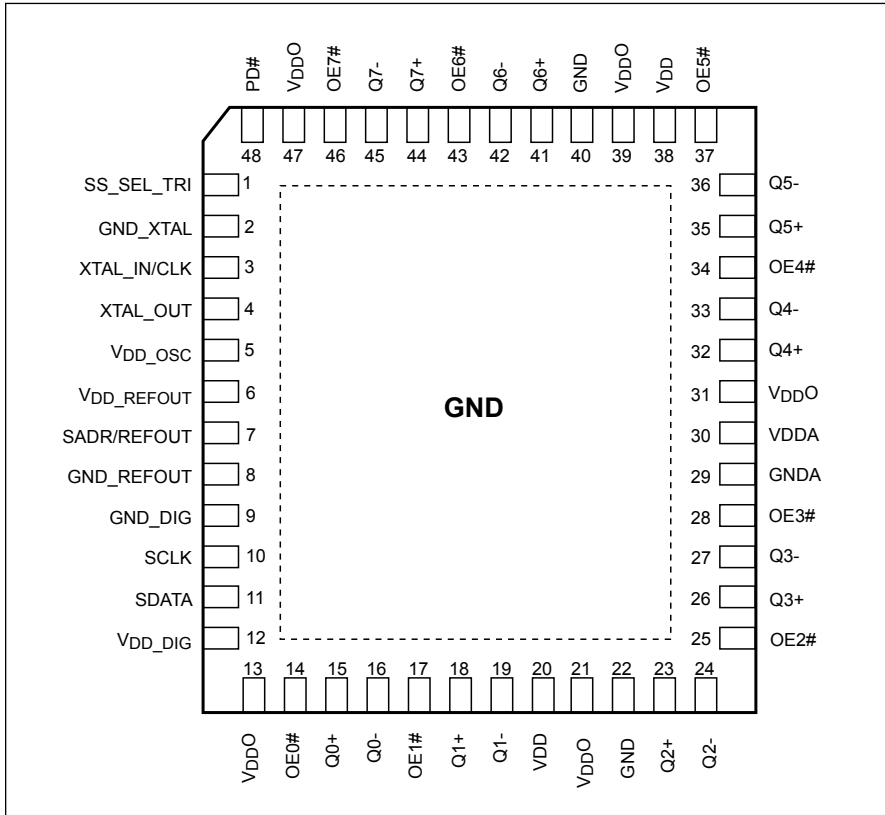 PD# VDDO OE7# Q7- Q7+ OE6# Q6- Q6+ GND VDDO VDD OE5#
48 47 46 45 44 43 42 41 40 39 38 37
SS_SEL_TRI 1 36 Q5-
GND_XTAL 2 35 Q5+
XTAL_IN/CLK 3 34 OE4#
XTAL_OUT 4 33 Q4-
VDD_OSC 5 32 Q4+
VDD_REFOUT 6 31 VDDO
GND
SADR/REFOUT 7 30 VDDA
GND_REFOUT 8 29 GNDA
GND_DIG 9 28 OE3#
SCLK 10 27 Q3-
SDATA 11 26 Q3+
VDD_DIG 12 25 OE2#
13 14 15 16 17 18 19 20 21 22 23 24
VDDO OE0# Q0+ Q0- OE1# Q1+ Q1- VDD VDDO GND Q2+ Q2-